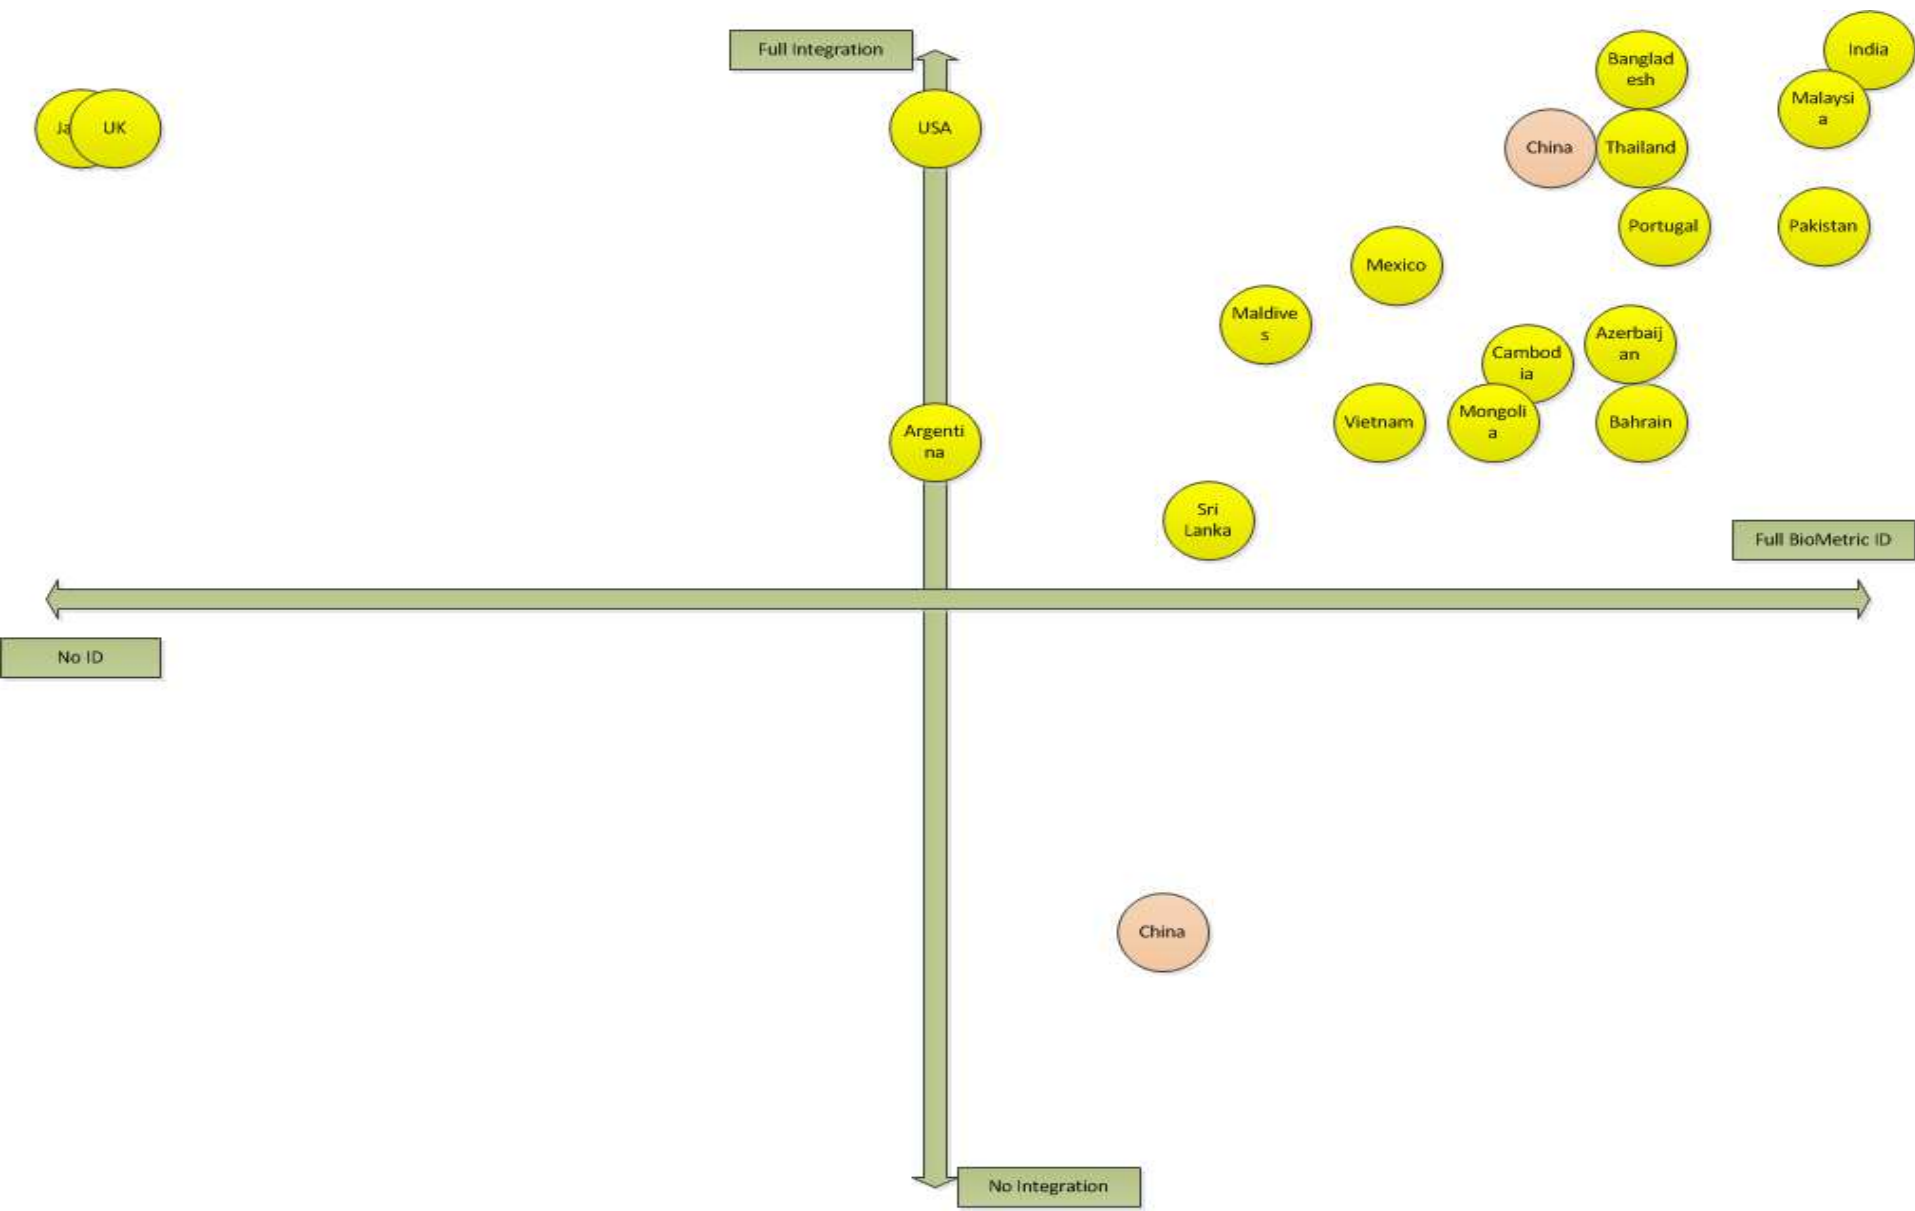 Full Integration
India
Banglad
esh
Malaysi
a
Ja
UK
USA
China
Thailand
Portugal
Pakistan
Mexico
Maldive
s
Azerbaij
an
Cambod
ia
Vietnam
Mongoli
a
Bahrain
Argenti
na
Sri
Lanka
Full BioMetric ID
No ID
China
No Integration